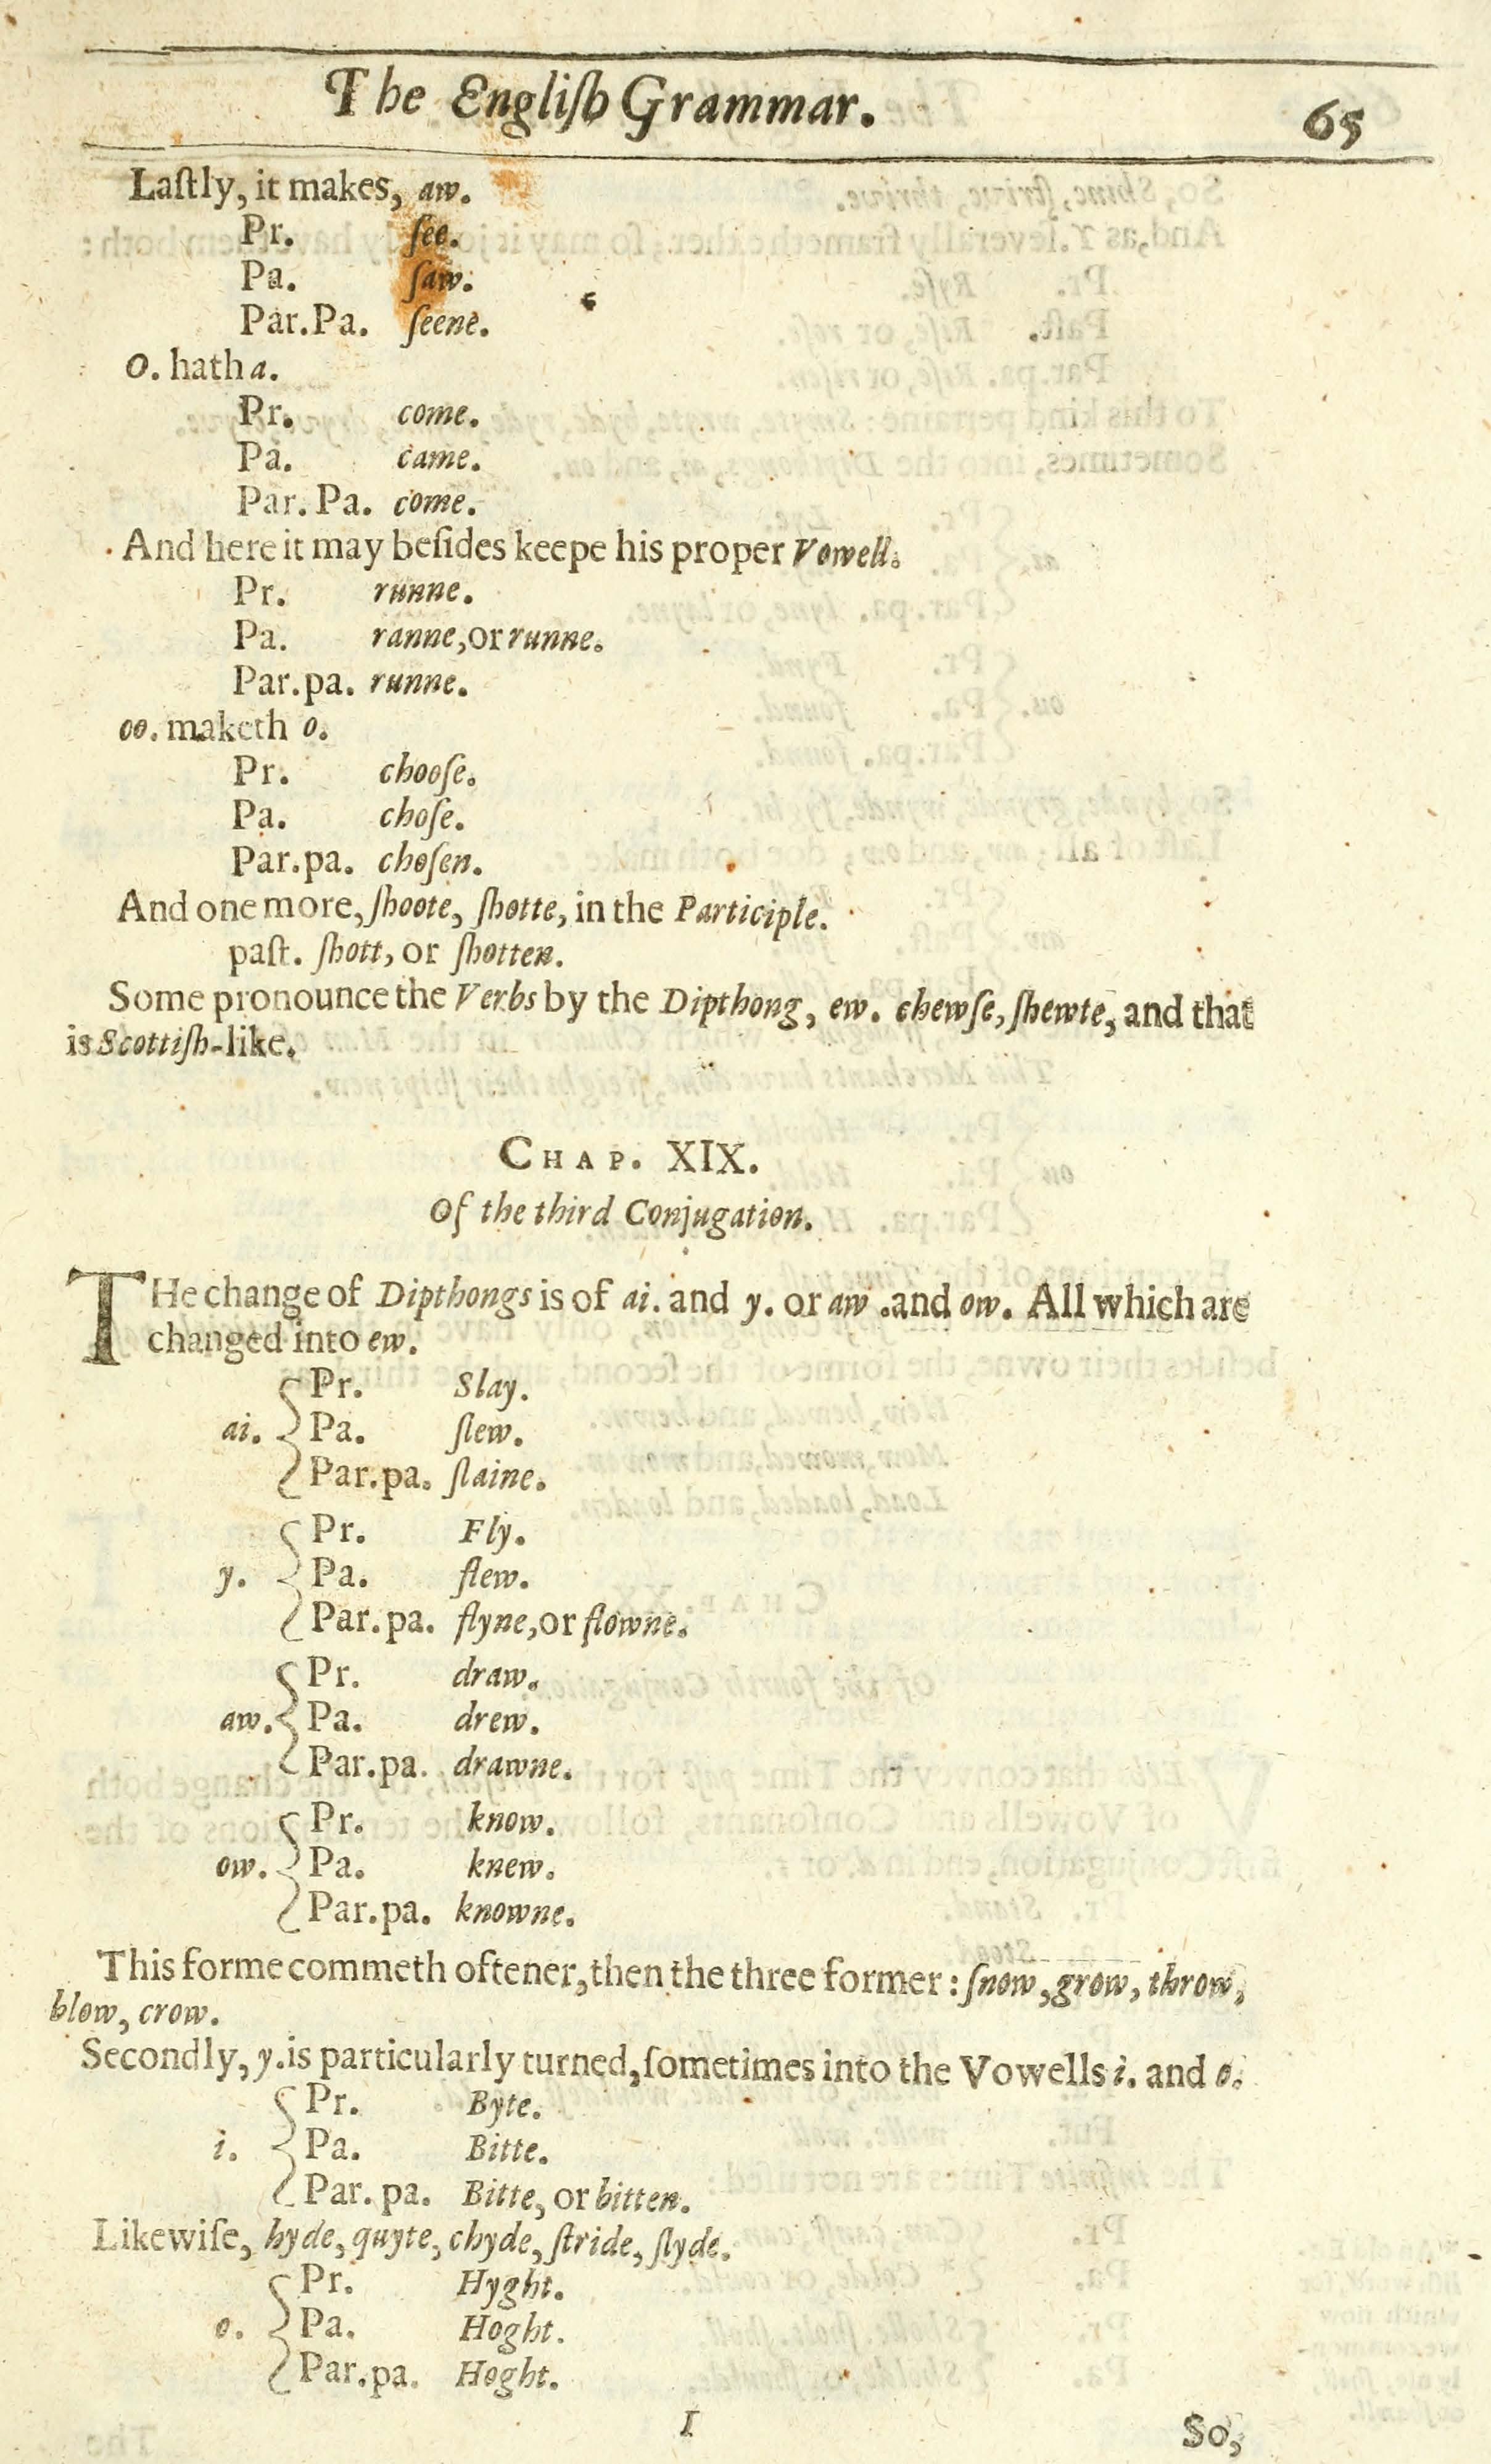 The Engliſh Grammar. 65
Laſtly, it makes, aw.
Pr. ſee.
Pa. ſaw.
Par.Pa. ſeene.
O. hath a.
Pr. come.
Pa. came.
Par. Pa. come.
And here it may beſides keepe his proper Vowell.
Pr. runne.
Pa. ranne, or runne.
Par.pa. runne.
oo. maketh o.
Pr. chooſe.
Pa. choſe.
Par.pa. choſen.
And one more, ſhoote, ſhotte, in the Participle.
paſt. ſhott, or ſhotten.
Some pronounce the Verbs by the Dipthong, ew. chewſe, ſhewte, and that
is Scottiſh-like.
CHAP. XIX.
Of the third Conjugation.
THe change of Dipthongs is of ai. and y. or aw .and ow. All which are
changed into ew.
Pr. Slay.
ai. Pa. ſlew.
Par.pa. ſlaine.
Pr. Fly.
y. Pa. flew.
Par. pa. flyne, or flowne.
Pr. draw.
aw. Pa. drew.
Par.pa. drawne.
Pr. know.
ow. Pa. knew.
Par.pa. knowne.
This forme commeth oftener, then the three former: ſnow, grow, throw,
blow, crow.
Secondly, y. is particularly turned, ſometimes into the Vowells i. and o.
Pr. Byte.
i. Pa. Bitte.
Par. pa. Bitte, or bitten.
Likewiſe, hyde, quyte, chyde, ſtride, ſlyde.
Pr. Hyght.
o. Pa. Hoght.
Par.pa. Hoght.
I So,